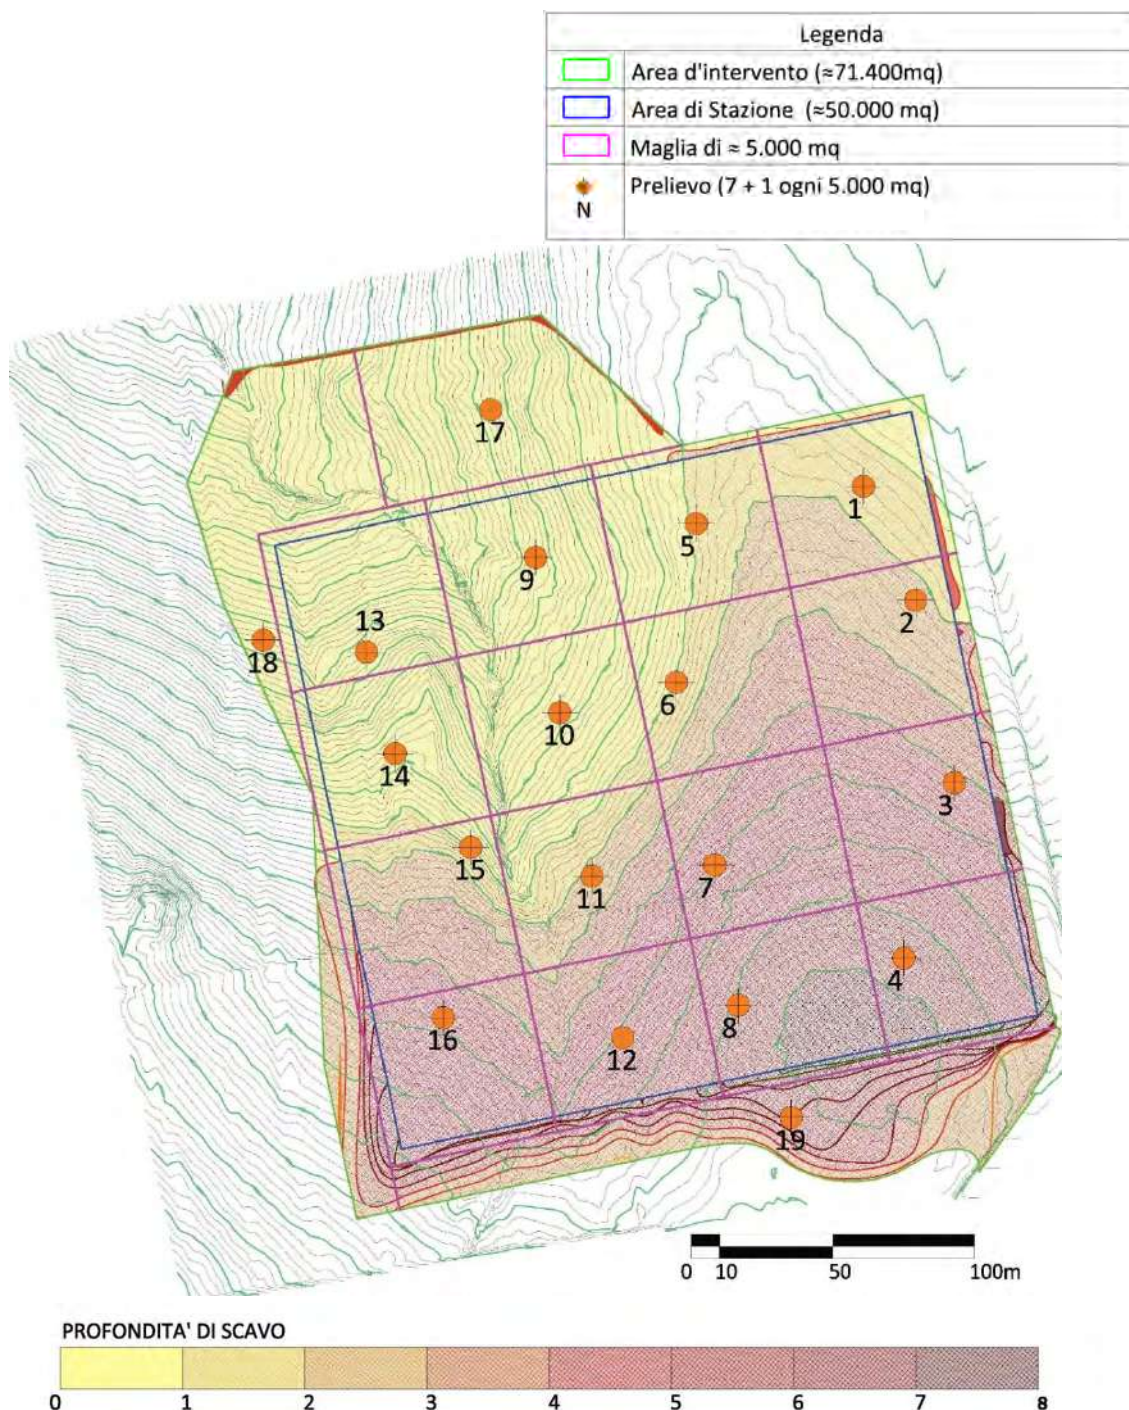 Legenda
Area d'intervento (≈71.400mq)
Area di Stazione (≈50.000 mq)
Maglia di ≈ 5.000 mq
Prelievo (7 + 1 ogni 5.000 mq)
N
17
1
5
9
2
13
18
6
10
14
3
15
7
11
4
16
8
12
19
0 10 50 100m
PROFONDITA' DI SCAVO
0 1 2 3 4 5 6 7 8